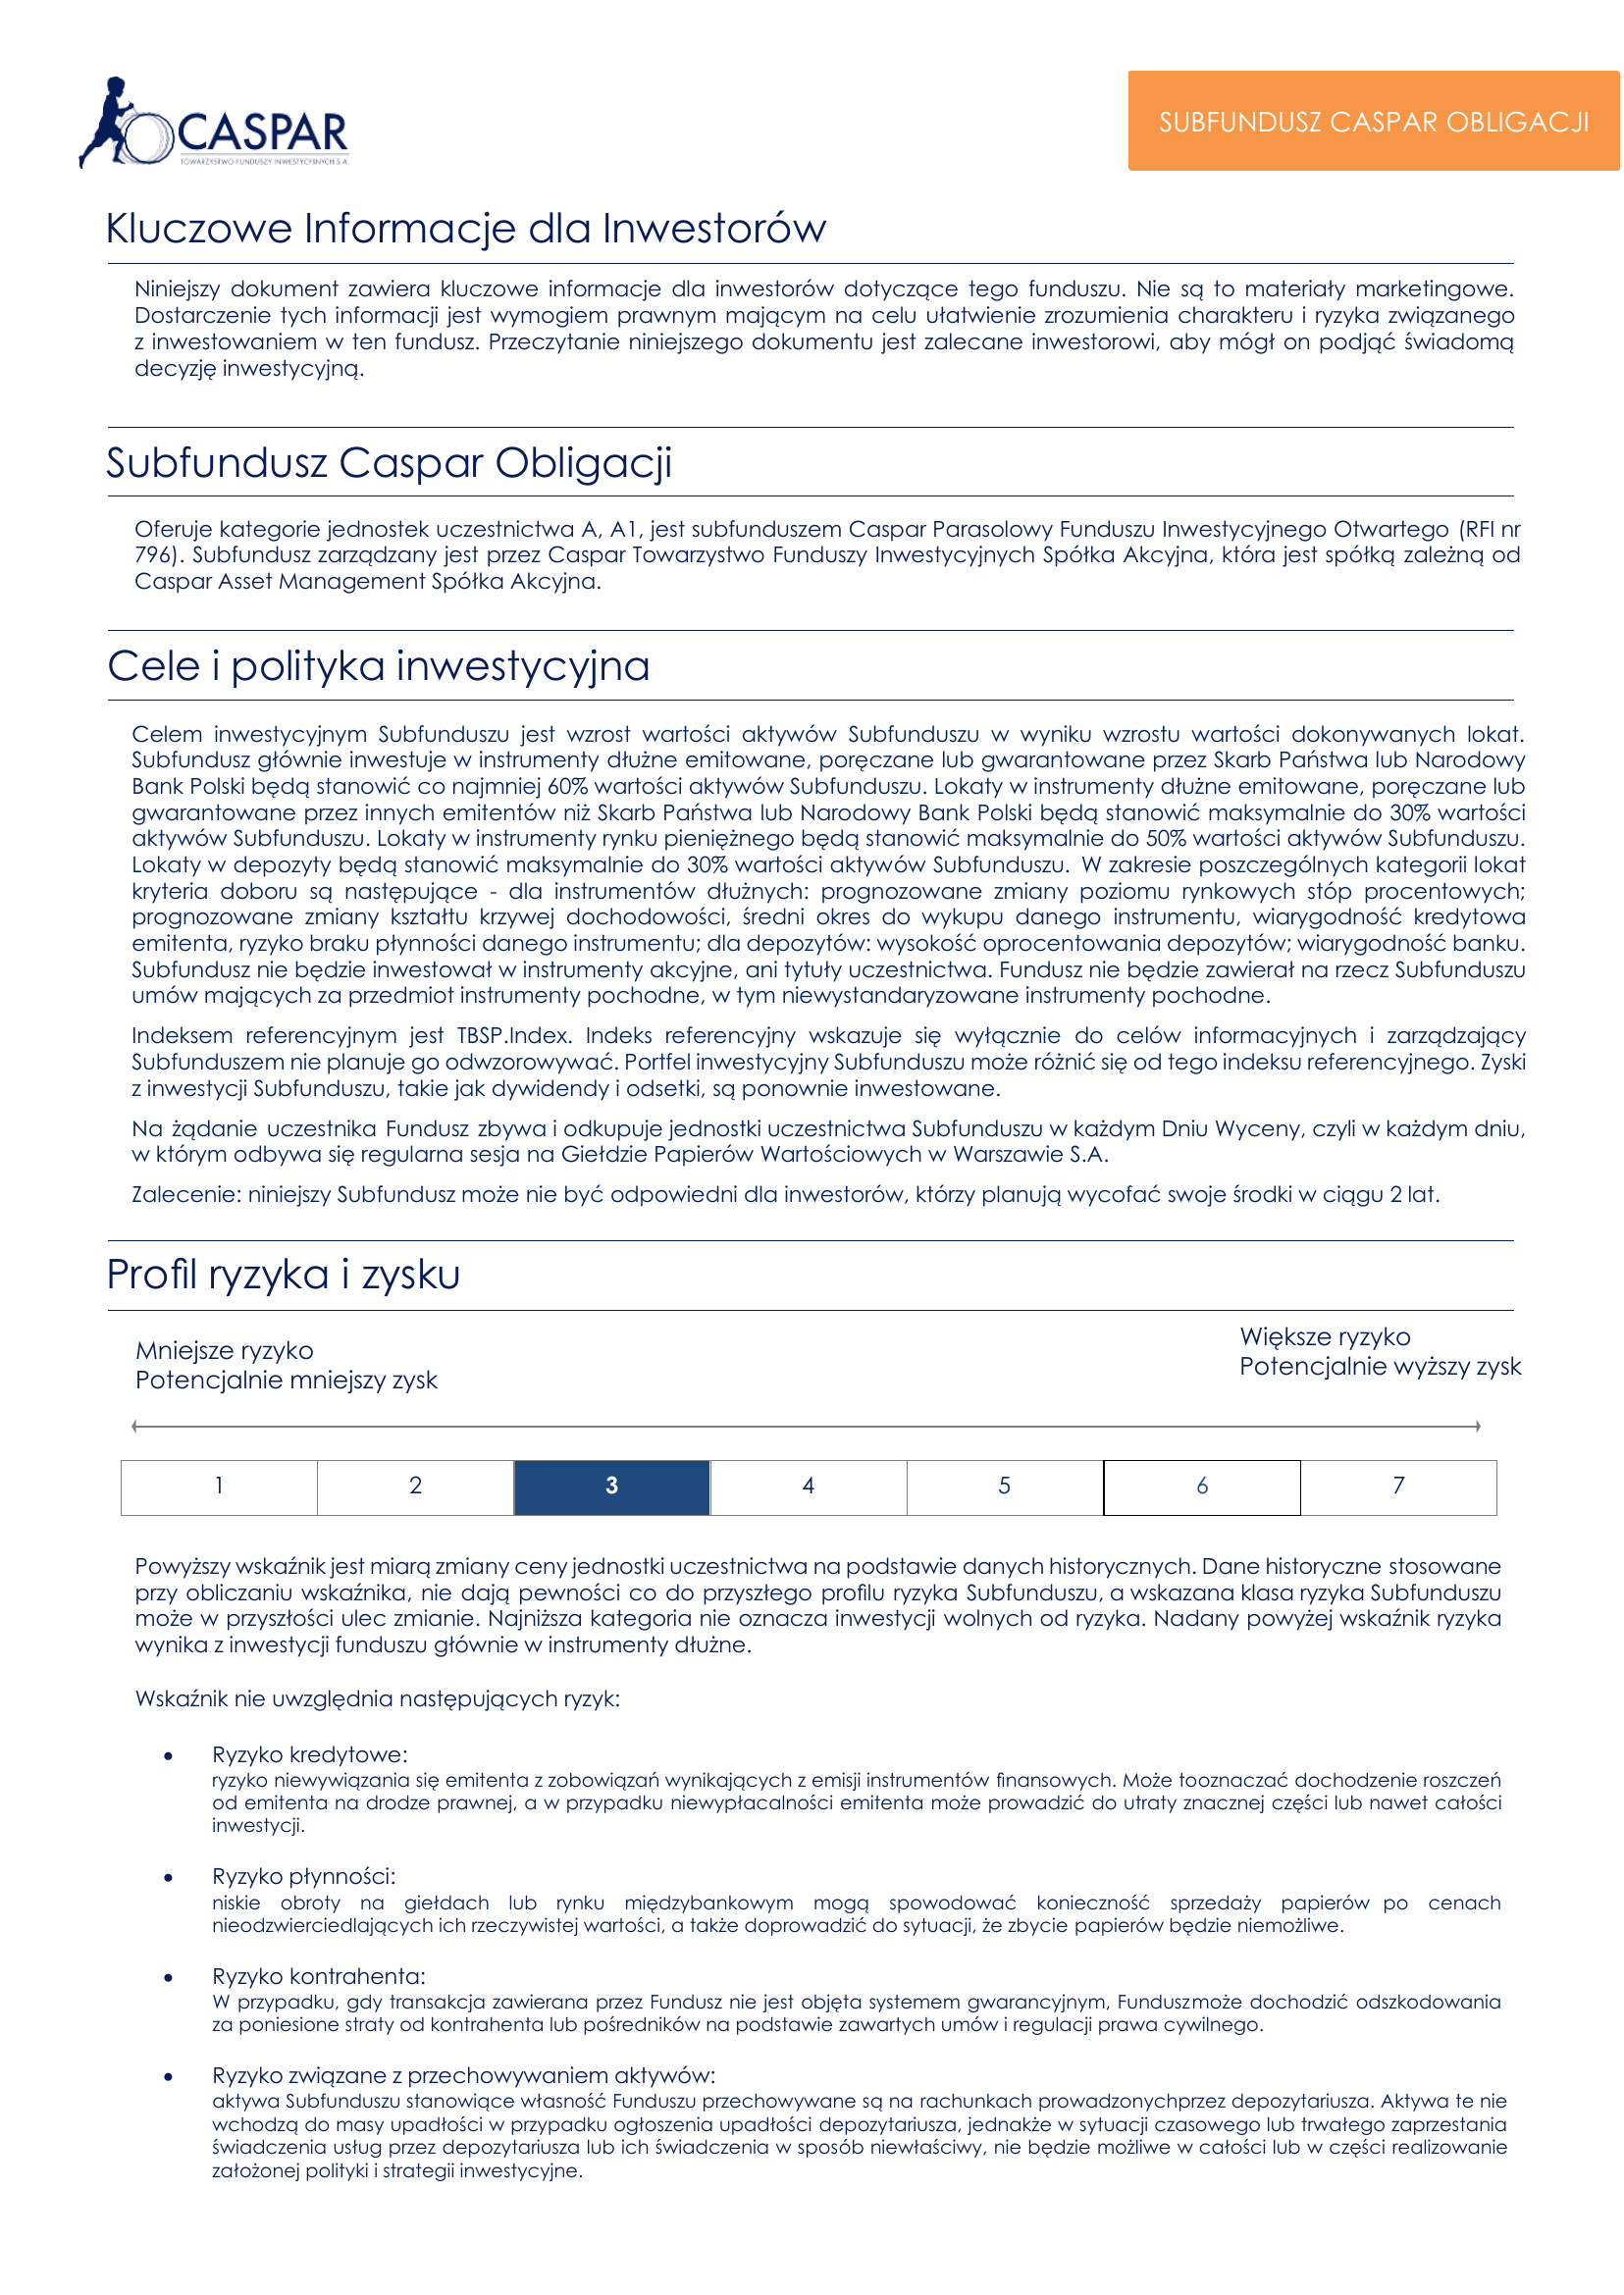 CASPAR
TOWARZYSTWO FUNDUSZY INWESTYCYJNYCH S.A.
SUBFUNDUSZ CASPAR OBLIGACJI
Kluczowe Informacje dla Inwestorów
Niniejszy dokument zawiera kluczowe informacje dla inwestorów dotyczące tego funduszu. Nie są to materiały marketingowe.
Dostarczenie tych informacji jest wymogiem prawnym mającym na celu ułatwienie zrozumienia charakteru i ryzyka związanego
z inwestowaniem w ten fundusz. Przeczytanie niniejszego dokumentu jest zalecane inwestorowi, aby mógł on podjąć świadomą
decyzję inwestycyjną.
Subfundusz Caspar Obligacji
Oferuje kategorie jednostek uczestnictwa A, A1, jest subfunduszem Caspar Parasolowy Funduszu Inwestycyjnego Otwartego (RFI nr
796). Subfundusz zarządzany jest przez Caspar Towarzystwo Funduszy Inwestycyjnych Spółka Akcyjna, która jest spółką zależną od
Caspar Asset Management Spółka Akcyjna.
Cele i polityka inwestycyjna
Celem inwestycyjnym Subfunduszu jest wzrost wartości aktywów Subfunduszu w wyniku wzrostu wartości dokonywanych lokat.
Subfundusz głównie inwestuje w instrumenty dłużne emitowane, poręczane lub gwarantowane przez Skarb Państwa lub Narodowy
Bank Polski będą stanowić co najmniej 60% wartości aktywów Subfunduszu. Lokaty w instrumenty dłużne emitowane, poręczane lub
gwarantowane przez innych emitentów niż Skarb Państwa lub Narodowy Bank Polski będą stanowić maksymalnie do 30% wartości
aktywów Subfunduszu. Lokaty w instrumenty rynku pieniężnego będą stanowić maksymalnie do 50% wartości aktywów Subfunduszu.
Lokaty w depozyty będą stanowić maksymalnie do 30% wartości aktywów Subfunduszu. W zakresie poszczególnych kategorii lokat
kryteria doboru są następujące - dla instrumentów dłużnych: prognozowane zmiany poziomu rynkowych stóp procentowych;
prognozowane zmiany kształtu krzywej dochodowości, średni okres do wykupu danego instrumentu, wiarygodność kredytowa
emitenta, ryzyko braku płynności danego instrumentu; dla depozytów: wysokość oprocentowania depozytów; wiarygodność banku.
Subfundusz nie będzie inwestował w instrumenty akcyjne, ani tytuły uczestnictwa. Fundusz nie będzie zawierał na rzecz Subfunduszu
umów mających za przedmiot instrumenty pochodne, w tym niewystandaryzowane instrumenty pochodne.
Indeksem referencyjnym jest TBSP.Index. Indeks referencyjny wskazuje się wyłącznie do celów informacyjnych i zarządzający
Subfunduszem nie planuje go odwzorowywać. Portfel inwestycyjny Subfunduszu może różnić się od tego indeksu referencyjnego. Zyski
z inwestycji Subfunduszu, takie jak dywidendy i odsetki, są ponownie inwestowane.
Na żądanie uczestnika Fundusz zbywa i odkupuje jednostki uczestnictwa Subfunduszu w każdym Dniu Wyceny, czyli w każdym dniu,
w którym odbywa się regularna sesja na Giełdzie Papierów Wartościowych w Warszawie S.A.
Zalecenie: niniejszy Subfundusz może nie być odpowiedni dla inwestorów, którzy planują wycofać swoje środki w ciągu 2 lat.
Profil ryzyka i zysku
Mniejsze ryzyko
Potencjalnie mniejszy zysk
Większe ryzyko
Potencjalnie wyższy zysk
1 2 3 4 5 6 7
Powyższy wskaźnik jest miarą zmiany ceny jednostki uczestnictwa na podstawie danych historycznych. Dane historyczne stosowane
przy obliczaniu wskaźnika, nie dają pewności co do przyszłego profilu ryzyka Subfunduszu, a wskazana klasa ryzyka Subfunduszu
może w przyszłości ulec zmianie. Najniższa kategoria nie oznacza inwestycji wolnych od ryzyka. Nadany powyżej wskaźnik ryzyka
wynika z inwestycji funduszu głównie w instrumenty dłużne.
Wskaźnik nie uwzględnia następujących ryzyk:
• Ryzyko kredytowe:
ryzyko niewywiązania się emitenta z zobowiązań wynikających z emisji instrumentów finansowych. Może tooznaczać dochodzenie roszczeń
od emitenta na drodze prawnej, a w przypadku niewypłacalności emitenta może prowadzić do utraty znacznej części lub nawet całości
inwestycji.
• Ryzyko płynności:
niskie obroty na giełdach lub rynku międzybankowym mogą spowodować konieczność sprzedaży papierów po cenach
nieodzwierciedlających ich rzeczywistej wartości, a także doprowadzić do sytuacji, że zbycie papierów będzie niemożliwe.
• Ryzyko kontrahenta:
W przypadku, gdy transakcja zawierana przez Fundusz nie jest objęta systemem gwarancyjnym, Funduszmoże dochodzić odszkodowania
za poniesione straty od kontrahenta lub pośredników na podstawie zawartych umów i regulacji prawa cywilnego.
• Ryzyko związane z przechowywaniem aktywów:
aktywa Subfunduszu stanowiące własność Funduszu przechowywane są na rachunkach prowadzonychprzez depozytariusza. Aktywa te nie
wchodzą do masy upadłości w przypadku ogłoszenia upadłości depozytariusza, jednakże w sytuacji czasowego lub trwałego zaprzestania
świadczenia usług przez depozytariusza lub ich świadczenia w sposób niewłaściwy, nie będzie możliwe w całości lub w części realizowanie
założonej polityki i strategii inwestycyjne.